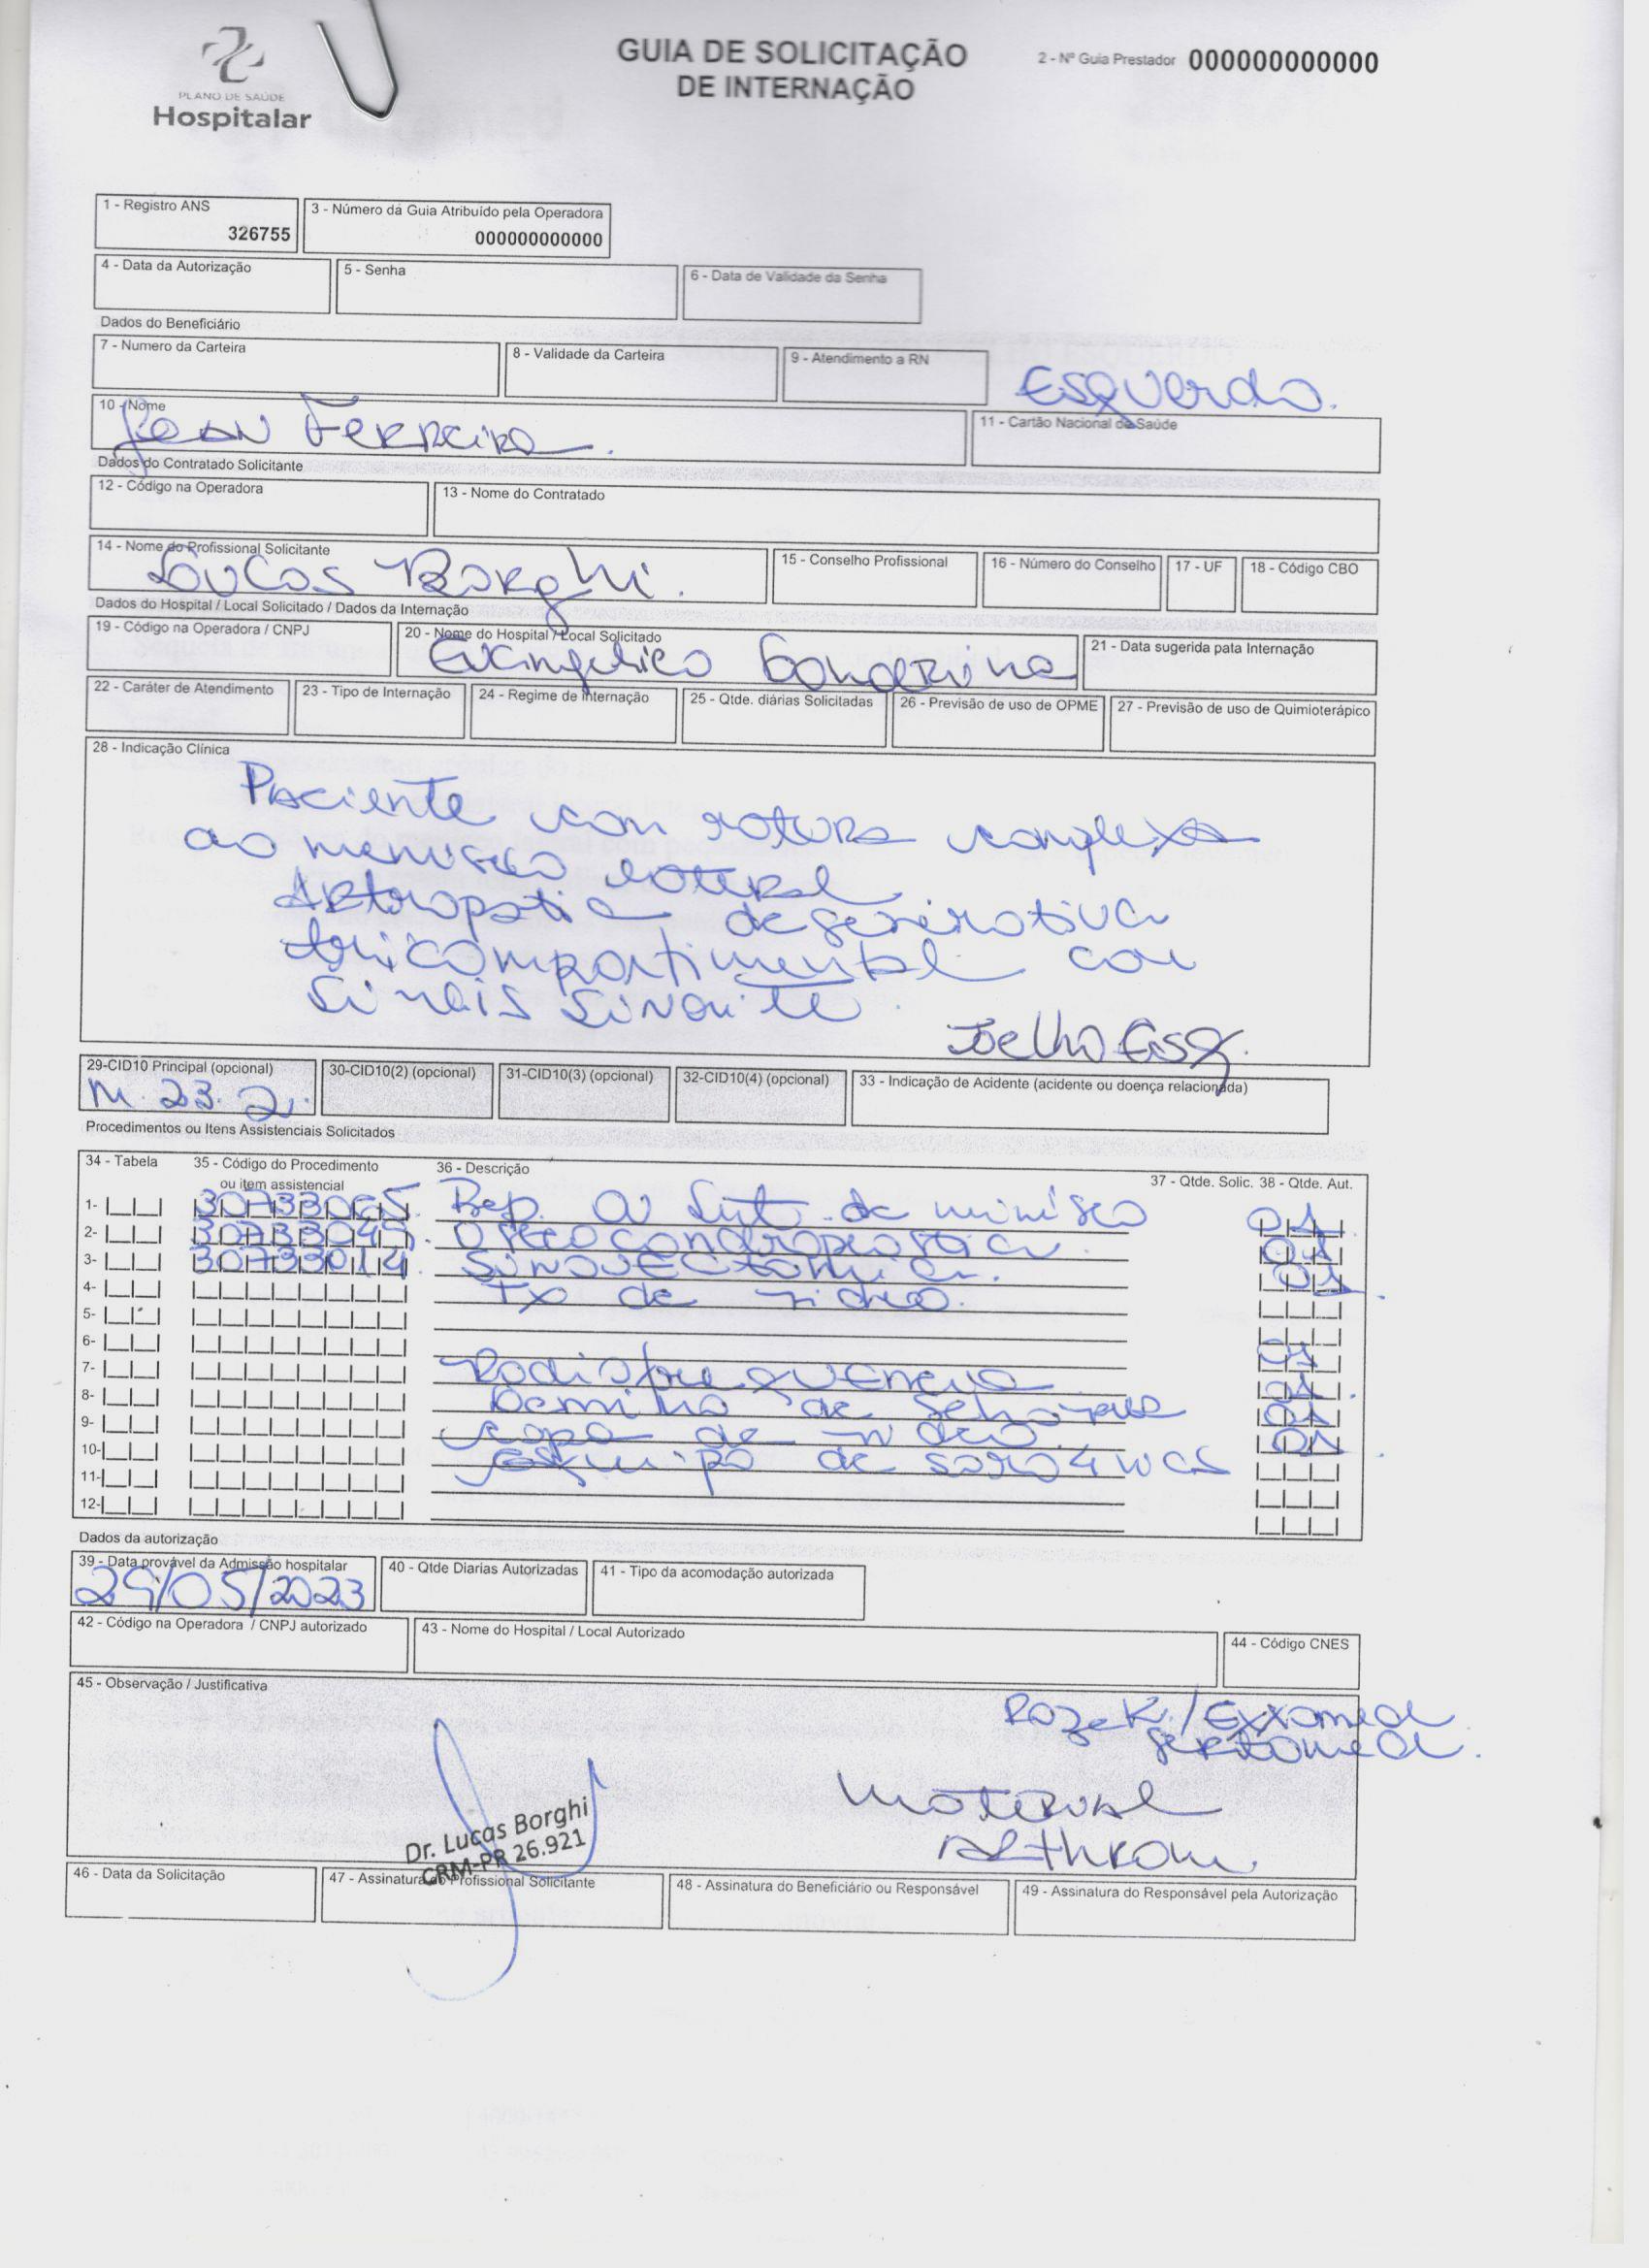 PLANO DE SAÚDE
Hospitalar
GUIA DE SOLICITAÇÃO
DE INTERNAÇÃO
2 - Nº Guia Prestador 000000000000
1 - Registro ANS
326755
3 - Número da Guia Atribuído pela Operadora
000000000000
4 - Data da Autorização
5 - Senha
6 - Data de Validade da Senha
Dados do Beneficiário
7 - Numero da Carteira
8 - Validade da Carteira
9 - Atendimento a RN
Esquerdo.
10 - Nome
Jean Ferreira.
11 - Cartão Nacional de Saúde
Dados do Contratado Solicitante
12 - Código na Operadora
13 - Nome do Contratado
14 - Nome do Profissional Solicitante
Lucas Borghi.
15 - Conselho Profissional
16 - Número do Conselho
17 - UF
18 - Código CBO
Dados do Hospital / Local Solicitado / Dados da Internação
19 - Código na Operadora / CNPJ
20 - Nome do Hospital / Local Solicitado
Evangelico Londrina
21 - Data sugerida pata Internação
22 - Caráter de Atendimento
23 - Tipo de Internação
24 - Regime de Internação
25 - Qtde. diárias Solicitadas
26 - Previsão de uso de OPME
27 - Previsão de uso de Quimioterápico
28 - Indicação Clínica
Paciente com rotura complexa
ao menisco lateral
Artropatia degenerativa
tricompartimental com
sinais sinovite.
Joelho Esq.
29-CID10 Principal (opcional)
M. 23. 2.
30-CID10(2) (opcional)
31-CID10(3) (opcional)
32-CID10(4) (opcional)
33 - Indicação de Acidente (acidente ou doença relacionada)
Procedimentos ou Itens Assistenciais Solicitados
34 - Tabela
35 - Código do Procedimento
ou item assistencial
36 - Descrição
37 - Qtde. Solic. 38 - Qtde. Aut.
1- 30733065. Rep. ou Sut. de menisco 01
2- 30733049. Osteocondroplastia. 01
3- 30733014. Sinovectomia. 01.
4- Tx de video.
5-
6- 01
7- Radiofrequencia 01.
8- Lamina de Schaver 01
9- capa de video. 01.
10- Equipo de soro 4 vias
11-
12-
Dados da autorização
39 - Data provável da Admissão hospitalar
29/05/2023
40 - Qtde Diarias Autorizadas
41 - Tipo da acomodação autorizada
42 - Código na Operadora / CNPJ autorizado
43 - Nome do Hospital / Local Autorizado
44 - Código CNES
45 - Observação / Justificativa
Rozek / Exxomed
Material
Arthrom.
Dr. Lucas Borghi
CRM-PR 26.921
46 - Data da Solicitação
47 - Assinatura do Profissional Solicitante
48 - Assinatura do Beneficiário ou Responsável
49 - Assinatura do Responsável pela Autorização